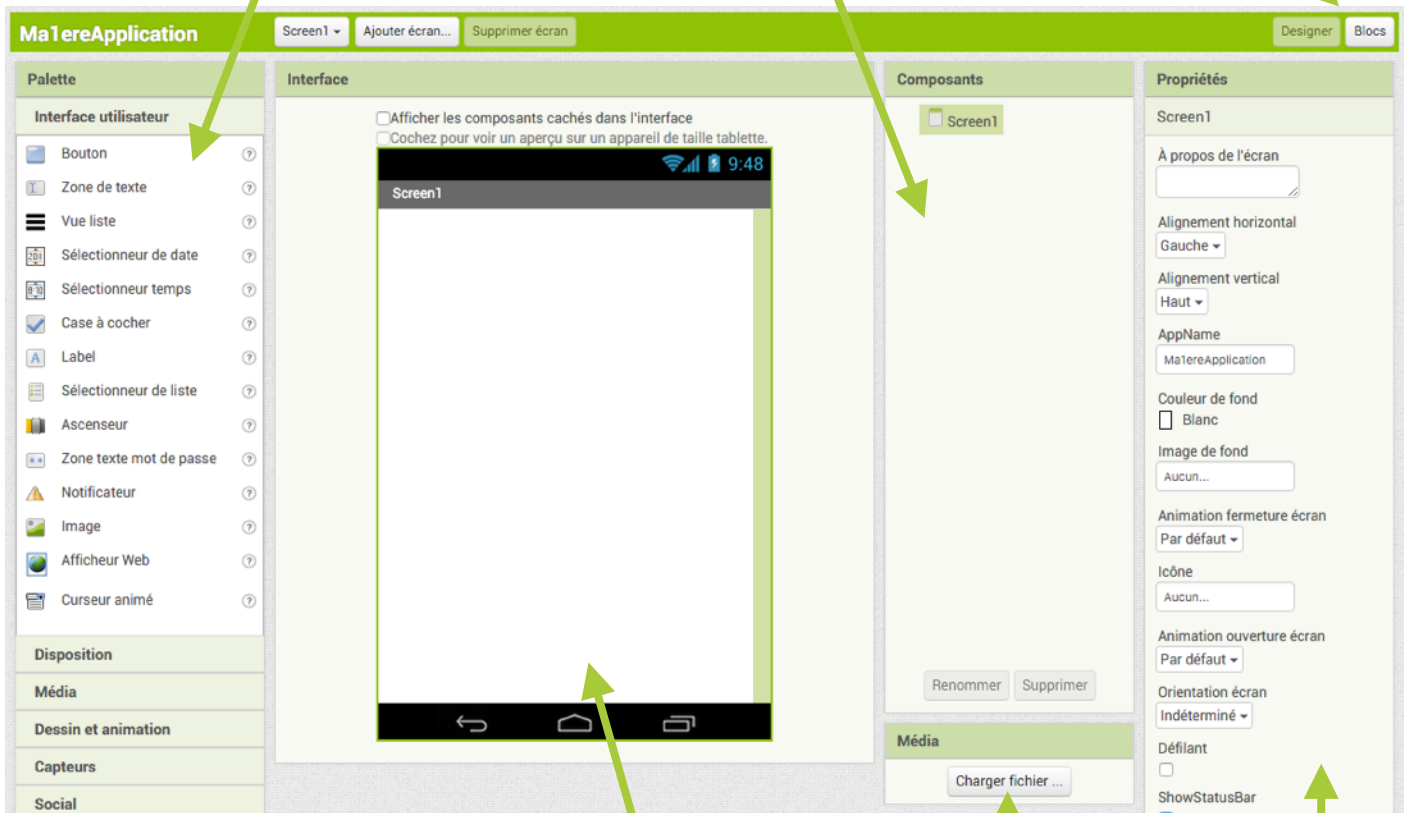 Ma1ereApplication
Screen1
Ajouter écran...
Supprimer écran
Designer
Blocs
Palette
Interface utilisateur
Bouton
Zone de texte
Vue liste
Sélectionneur de date
Sélectionneur temps
Case à cocher
Label
Sélectionneur de liste
Ascenseur
Zone texte mot de passe
Notificateur
Image
Afficheur Web
Curseur animé
Disposition
Média
Dessin et animation
Capteurs
Social
Interface
Afficher les composants cachés dans l'interface
Cochez pour voir un aperçu sur un appareil de taille tablette.
9:48
Screen1
Composants
Screen1
Renommer
Supprimer
Média
Charger fichier ...
Propriétés
Screen1
À propos de l'écran
Alignement horizontal
Gauche
Alignement vertical
Haut
AppName
Ma1ereApplication
Couleur de fond
Blanc
Image de fond
Aucun...
Animation fermeture écran
Par défaut
Icône
Aucun...
Animation ouverture écran
Par défaut
Orientation écran
Indéterminé
Défilant
ShowStatusBar